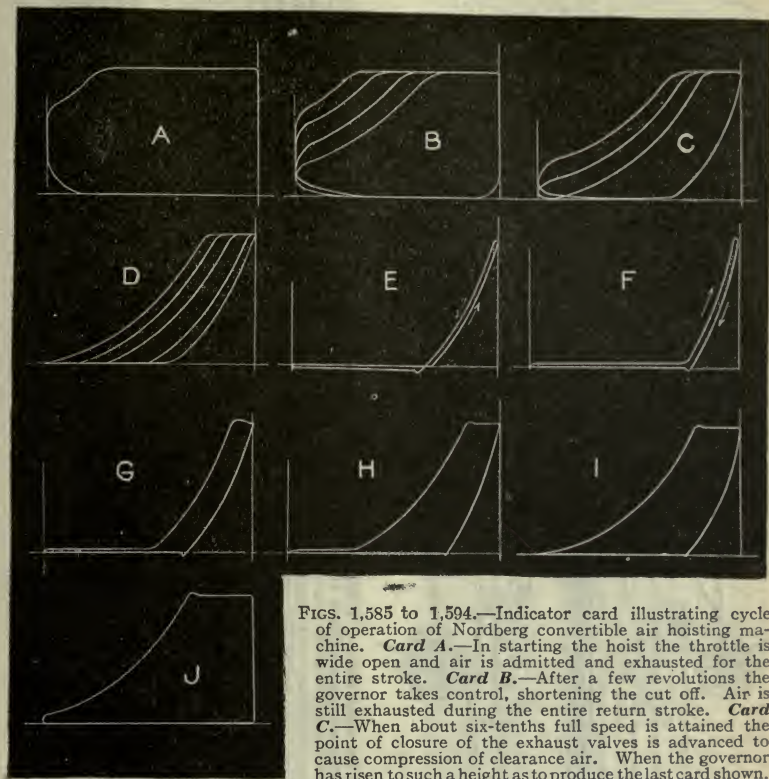 A
B
C
D
E
F
G
H
I
J
FIGS. 1,585 to 1,594.—Indicator card illustrating cycle
of operation of Nordberg convertible air hoisting ma-
chine. Card A.—In starting the hoist the throttle is
wide open and air is admitted and exhausted for the
entire stroke. Card B.—After a few revolutions the
governor takes control, shortening the cut off. Air is
still exhausted during the entire return stroke. Card
C.—When about six-tenths full speed is attained the
point of closure of the exhaust valves is advanced to
cause compression of clearance air. When the governor
has risen to such a height as to produce the last card shown